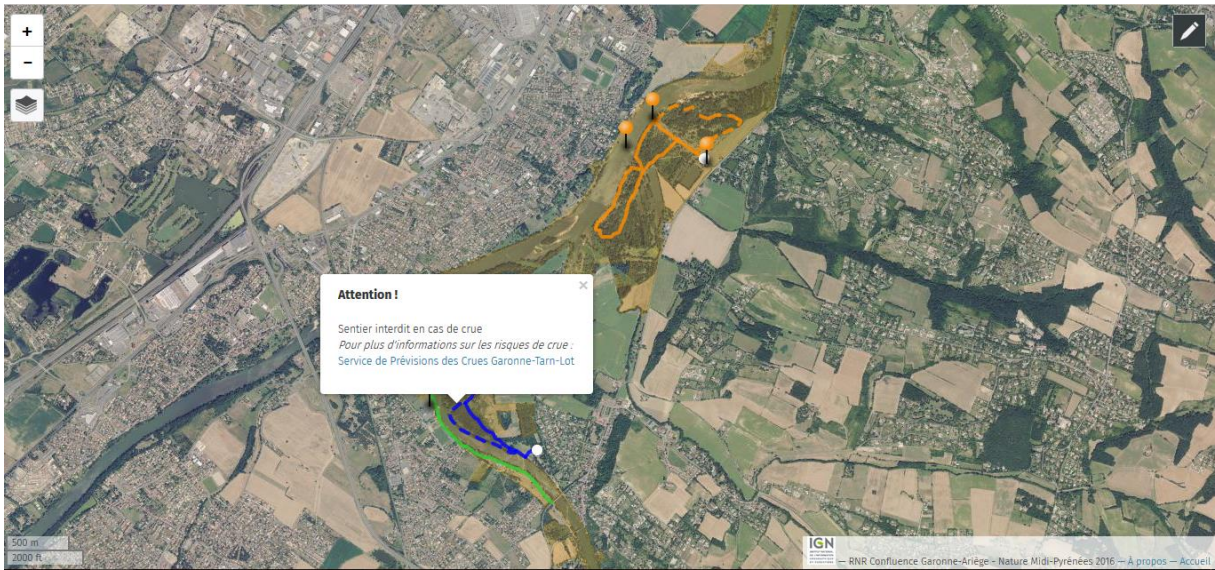 +
−
Attention !
×
Sentier interdit en cas de crue
Pour plus d'informations sur les risques de crue :
Service de Prévisions des Crues Garonne-Tarn-Lot
500 m
2000 ft
IGN
— RNR Confluence Garonne-Ariège - Nature Midi-Pyrénées 2016 — À propos — Accueil